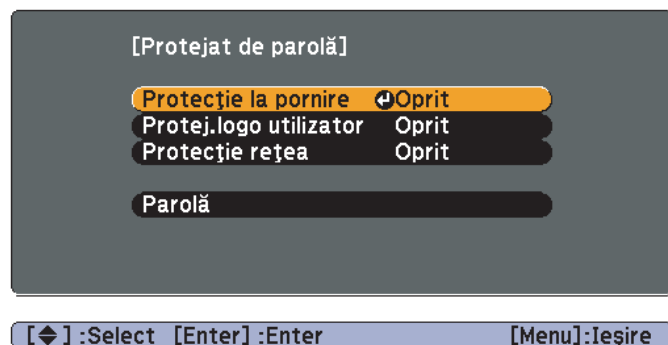 [Protejat de parolă]
Protecţie la pornire Oprit
Protej.logo utilizator Oprit
Protecţie reţea Oprit
Parolă
[◆] :Select [Enter] :Enter [Menu]:Ieşire